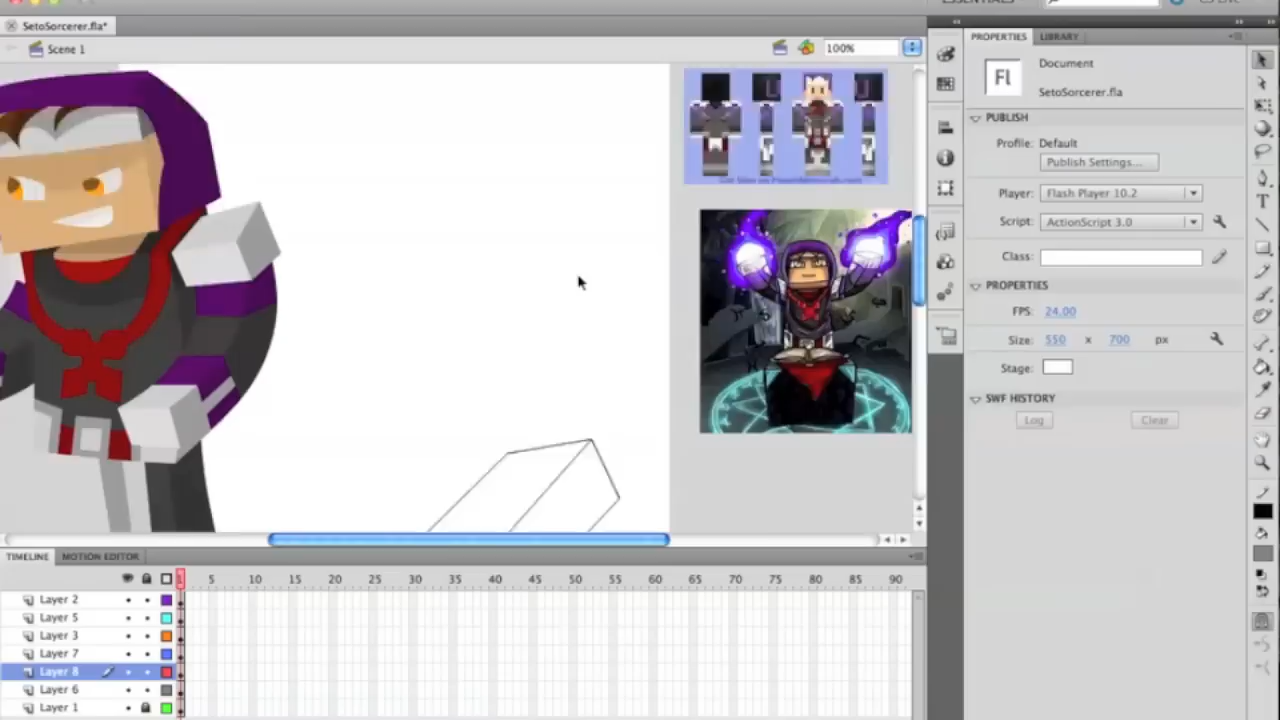 SetoSorcerer.fla*
Scene 1
100%
PROPERTIES
LIBRARY
Fl
Document
SetoSorcerer.fla
PUBLISH
Profile: Default
Publish Settings...
Player: Flash Player 10.2
Script: ActionScript 3.0
Class:
PROPERTIES
FPS: 24.00
Size: 550 x 700 px
Stage:
SWF HISTORY
Log
Clear
TIMELINE
MOTION EDITOR
1 5 10 15 20 25 30 35 40 45 50 55 60 65 70 75 80 85 90
Layer 2
Layer 5
Layer 3
Layer 7
Layer 8
Layer 6
Layer 1